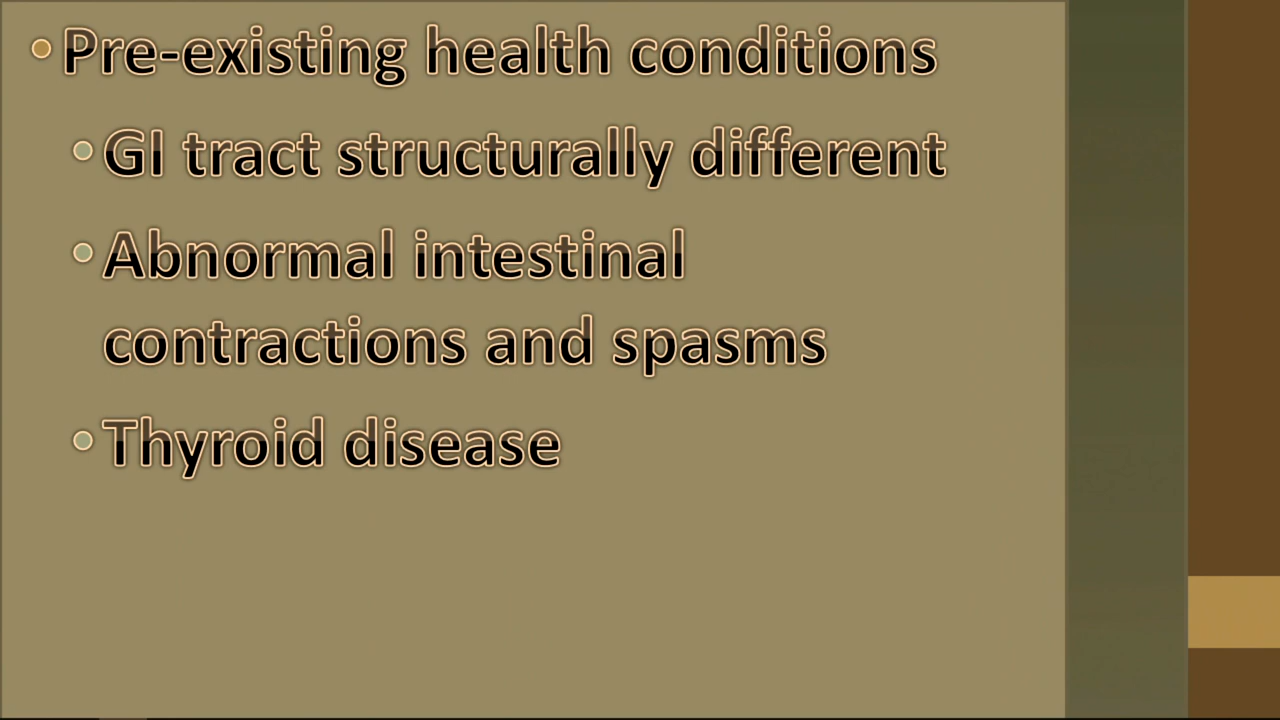 • Pre-existing health conditions
• GI tract structurally different
• Abnormal intestinal
contractions and spasms
• Thyroid disease